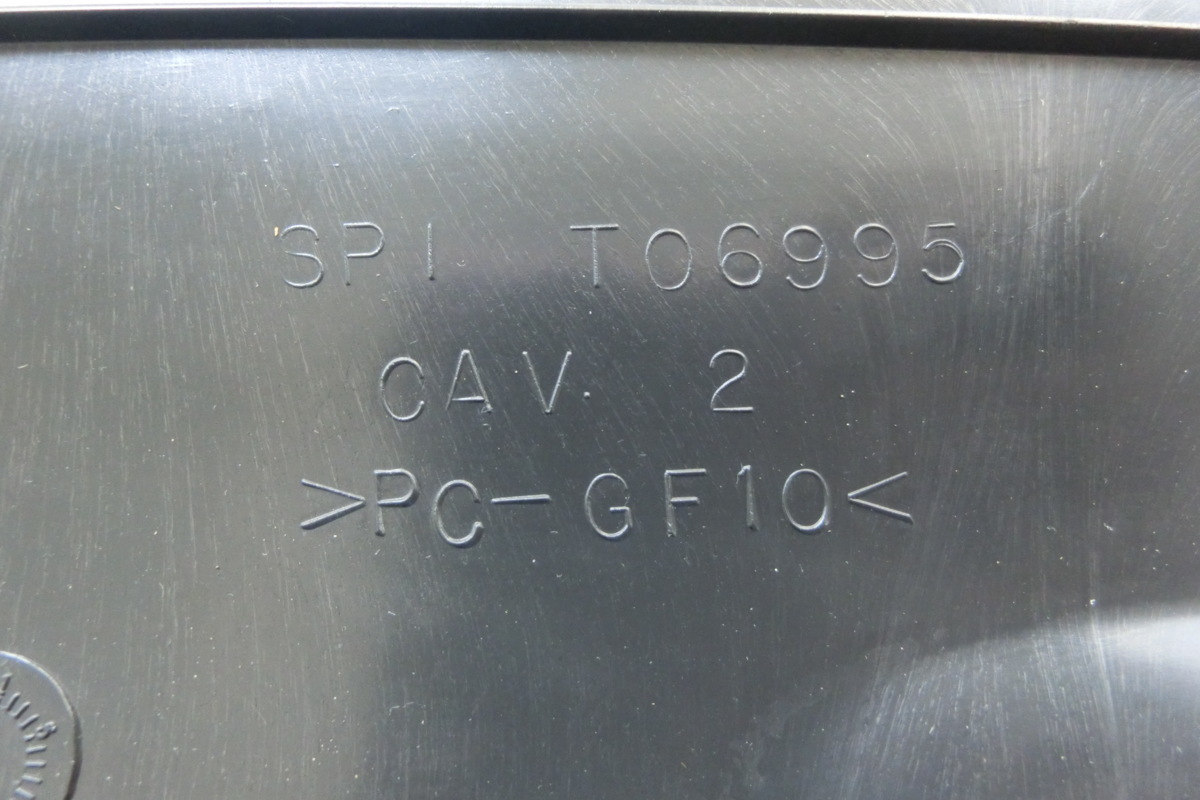 SPI T06995
CAV. 2
>PC-GF10<